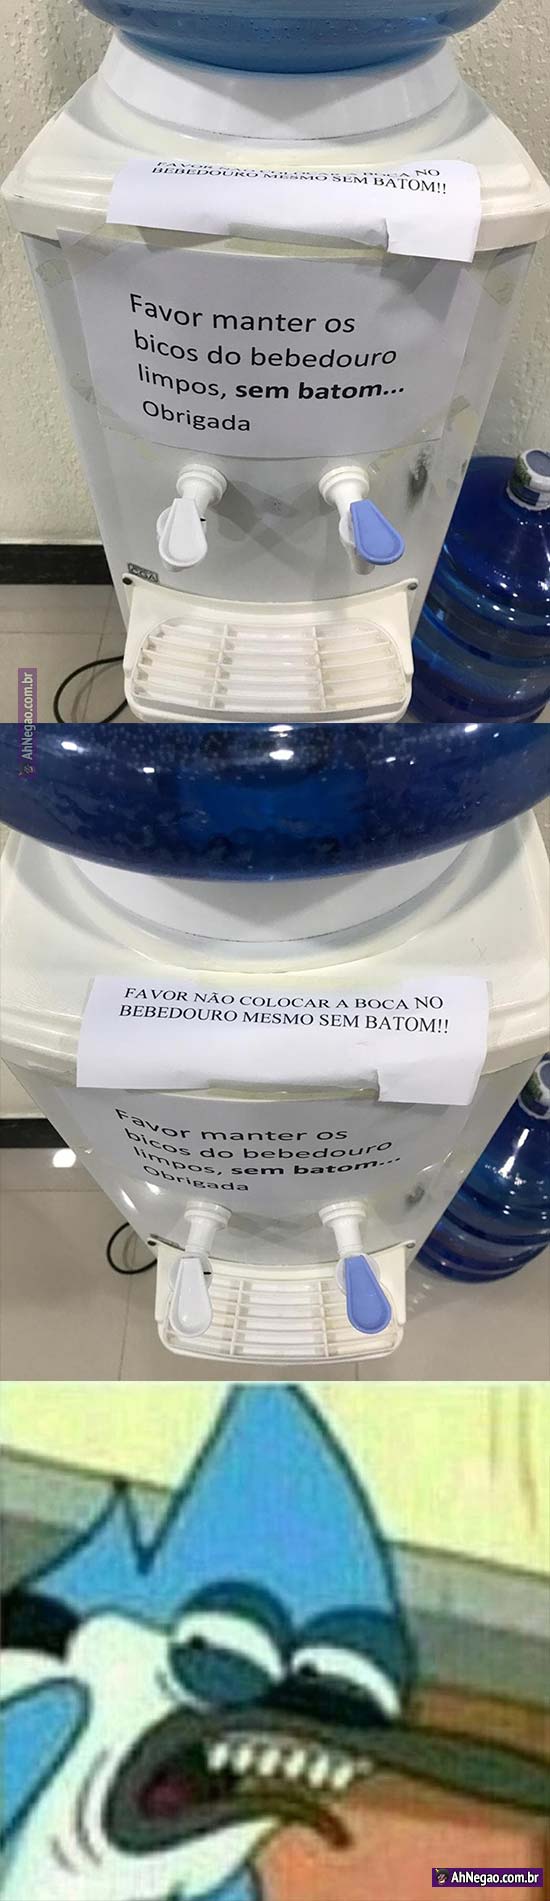 FAVOR NÃO COLOCAR A BOCA NO
BEBEDOURO MESMO SEM BATOM!!
Favor manter os
bicos do bebedouro
limpos, sem batom...
Obrigada
AhNegao.com.br
FAVOR NÃO COLOCAR A BOCA NO
BEBEDOURO MESMO SEM BATOM!!
Favor manter os
bicos do bebedouro
limpos, sem batom...
Obrigada
AhNegao.com.br